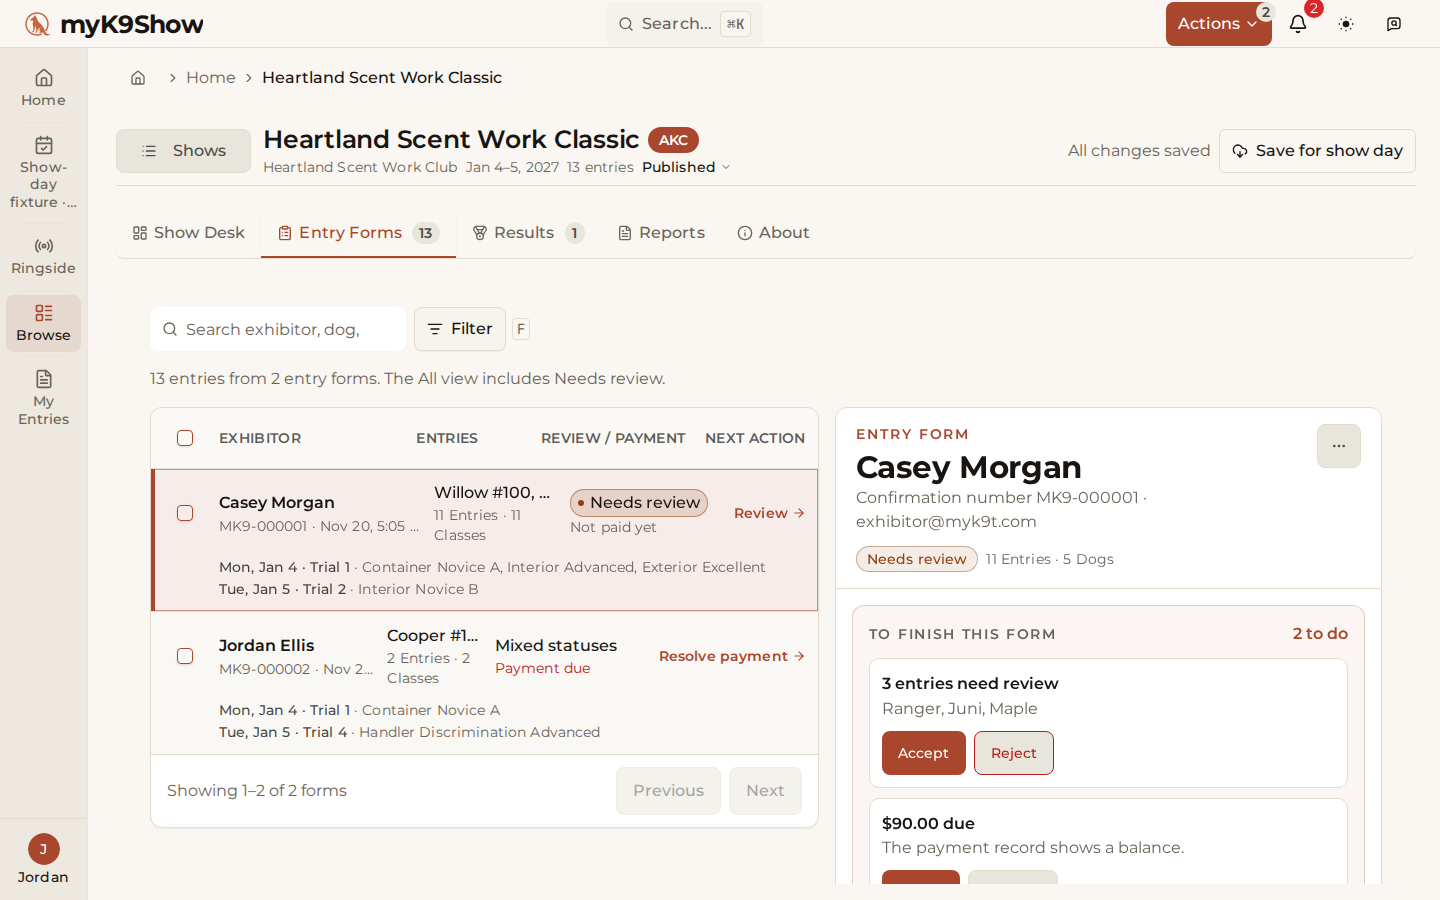 myK9Show
Search... ⌘K
Actions 2
2
Home
Show-
day
fixture ·...
Ringside
Browse
My
Entries
J
Jordan
Home
Heartland Scent Work Classic
Shows
Heartland Scent Work Classic AKC
Heartland Scent Work Club Jan 4–5, 2027 13 entries Published
All changes saved
Save for show day
Show Desk
Entry Forms 13
Results 1
Reports
About
Search exhibitor, dog,
Filter
F
13 entries from 2 entry forms. The All view includes Needs review.
EXHIBITOR ENTRIES REVIEW / PAYMENT NEXT ACTION
Casey Morgan
MK9-000001 · Nov 20, 5:05 ...
Willow #100, ...
11 Entries · 11
Classes
Needs review
Not paid yet
Review →
Mon, Jan 4 · Trial 1 · Container Novice A, Interior Advanced, Exterior Excellent
Tue, Jan 5 · Trial 2 · Interior Novice B
Jordan Ellis
MK9-000002 · Nov 2...
Cooper #1...
2 Entries · 2
Classes
Mixed statuses
Payment due
Resolve payment →
Mon, Jan 4 · Trial 1 · Container Novice A
Tue, Jan 5 · Trial 4 · Handler Discrimination Advanced
Showing 1–2 of 2 forms
Previous
Next
ENTRY FORM
Casey Morgan
Confirmation number MK9-000001 ·
exhibitor@myk9t.com
Needs review 11 Entries · 5 Dogs
...
TO FINISH THIS FORM 2 to do
3 entries need review
Ranger, Juni, Maple
Accept
Reject
$90.00 due
The payment record shows a balance.